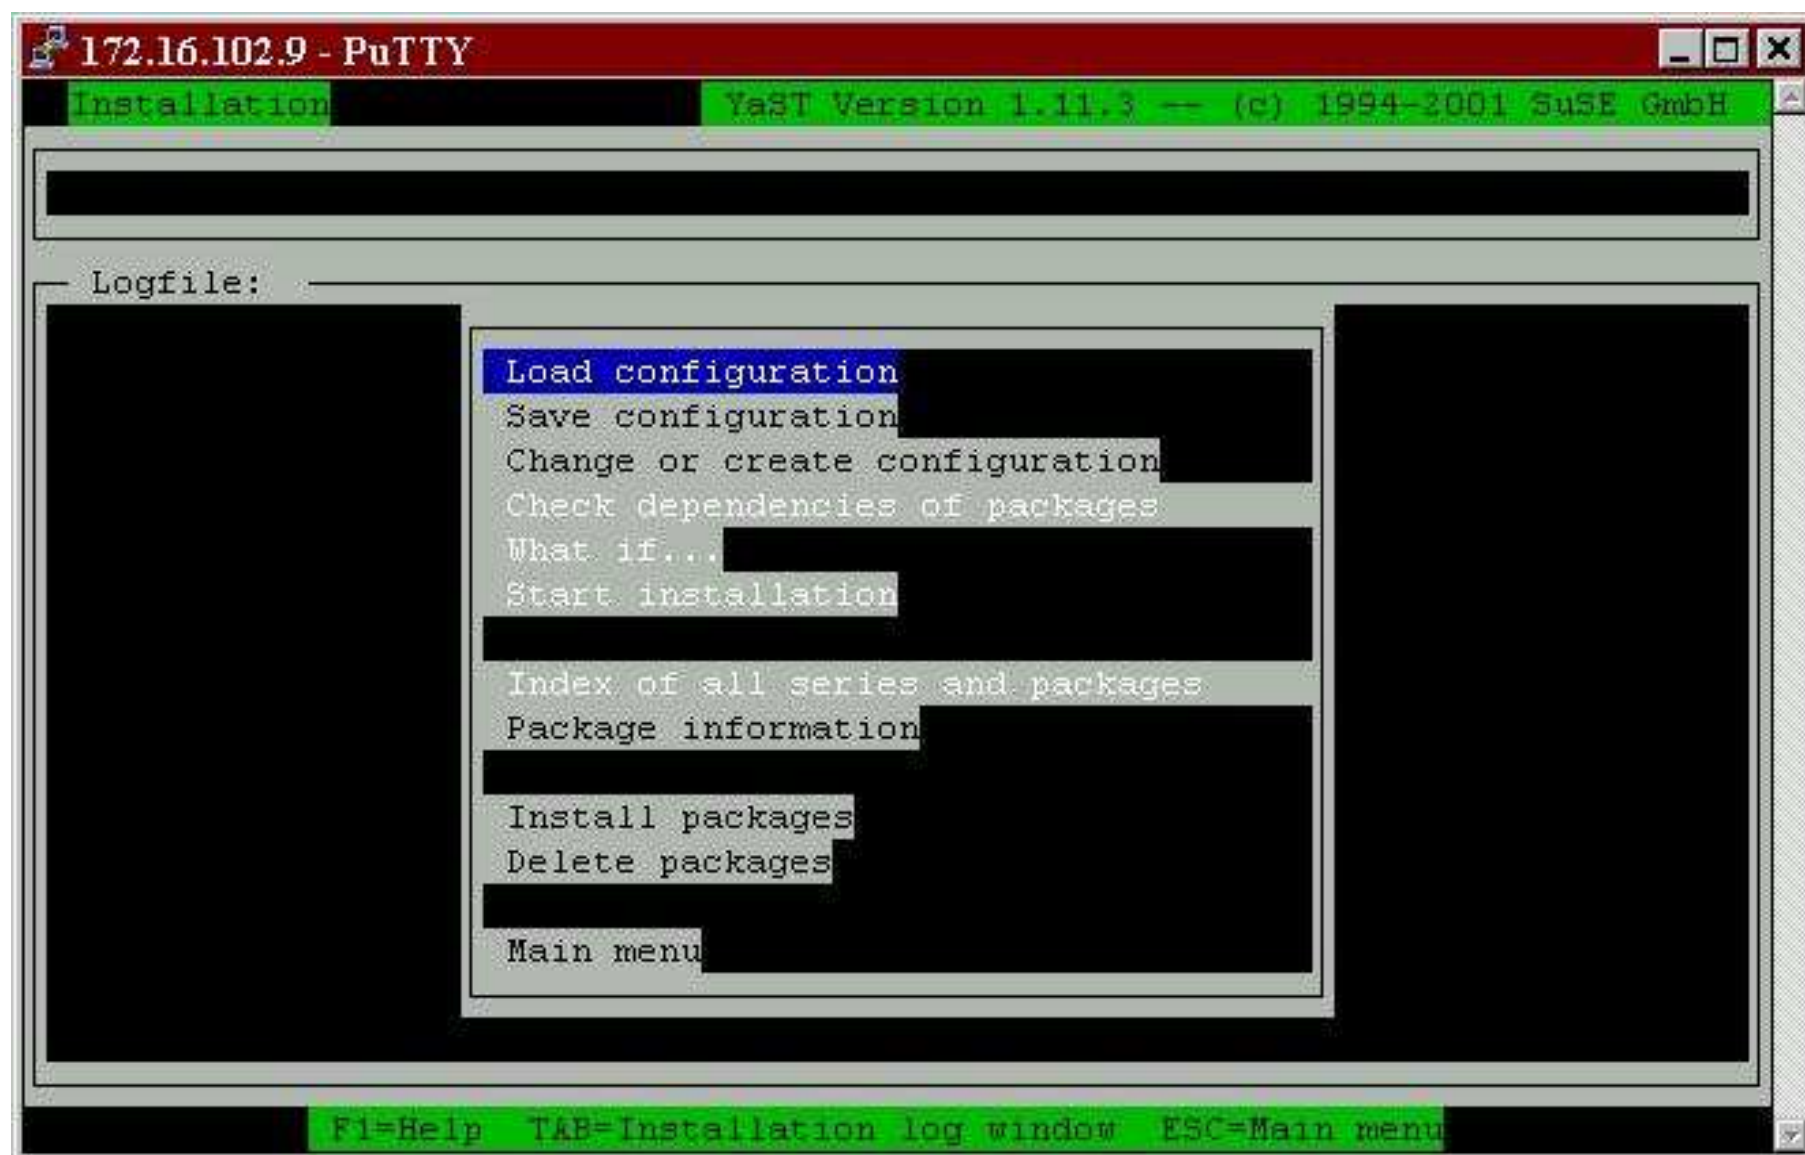 172.16.102.9 - PuTTY
Installation YaST Version 1.11.3 -- (c) 1994-2001 SuSE GmbH
Logfile:
Load configuration
Save configuration
Change or create configuration
Check dependencies of packages
What if...
Start installation
Index of all series and packages
Package information
Install packages
Delete packages
Main menu
F1=Help TAB=Installation log window ESC=Main menu